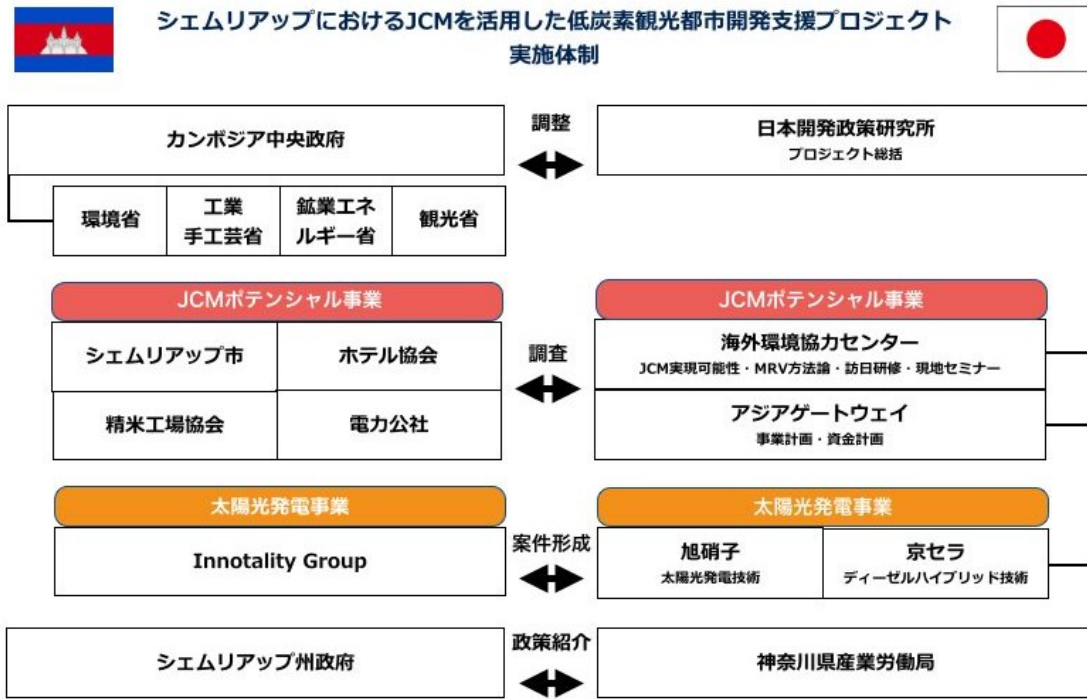 シェムリアップにおけるJCMを活用した低炭素観光都市開発支援プロジェクト
実施体制
カンボジア中央政府
調整
日本開発政策研究所
プロジェクト総括
環境省
工業
手工芸省
鉱業エネ
ルギー省
観光省
JCMポテンシャル事業
JCMポテンシャル事業
シェムリアップ市
ホテル協会
調査
海外環境協力センター
JCM実現可能性・MRV方法論・訪日研修・現地セミナー
精米工場協会
電力公社
アジアゲートウェイ
事業計画・資金計画
太陽光発電事業
太陽光発電事業
Innotality Group
案件形成
旭硝子
太陽光発電技術
京セラ
ディーゼルハイブリッド技術
シェムリアップ州政府
政策紹介
神奈川県産業労働局